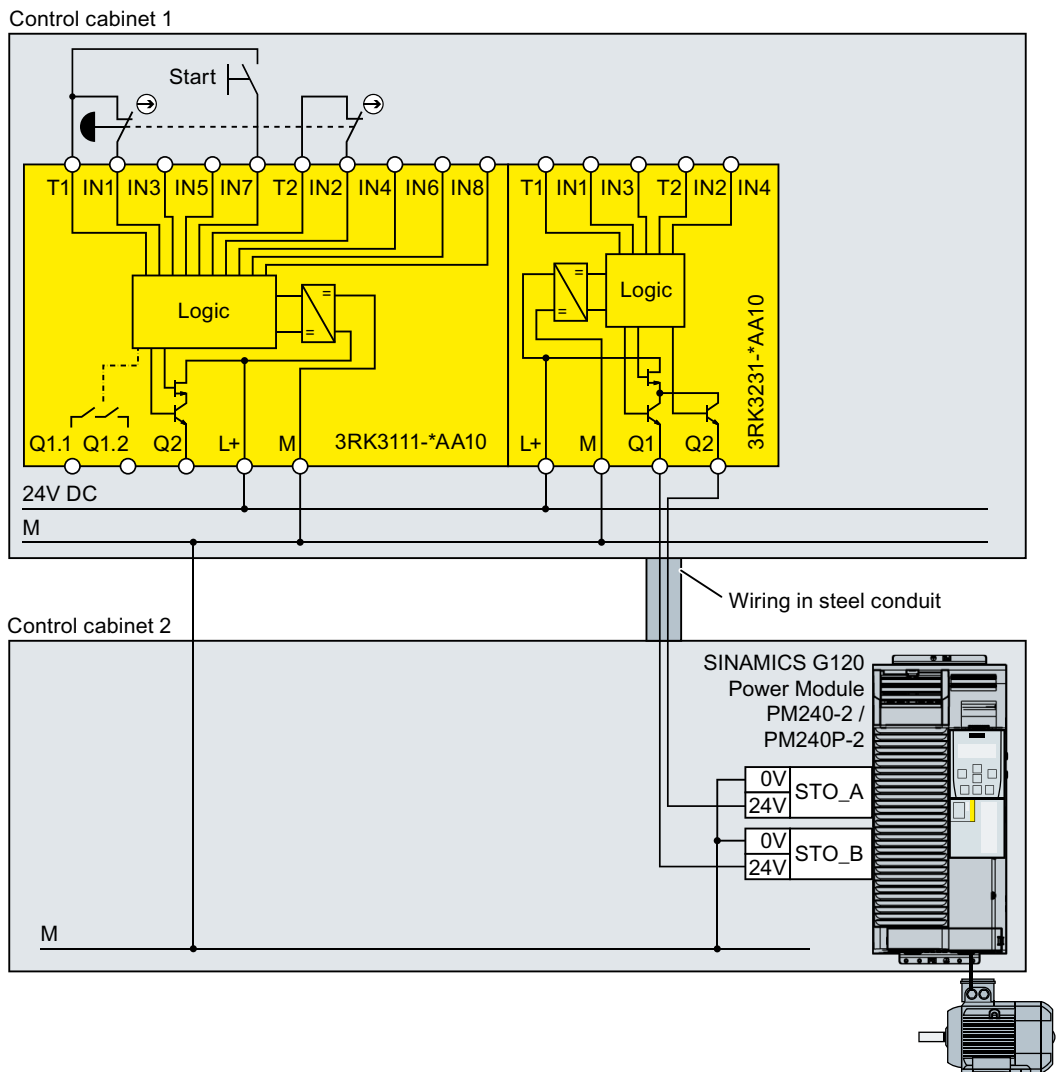 Control cabinet 1
Start
T1 IN1 IN3 IN5 IN7 T2 IN2 IN4 IN6 IN8
T1 IN1 IN3 T2 IN2 IN4
Logic
=
=
=
=
Logic
3RK3231-*AA10
Q1.1 Q1.2 Q2 L+ M 3RK3111-*AA10
L+ M Q1 Q2
24V DC
M
Wiring in steel conduit
Control cabinet 2
SINAMICS G120
Power Module
PM240-2 /
PM240P-2
0V
STO_A
24V
0V
STO_B
24V
M